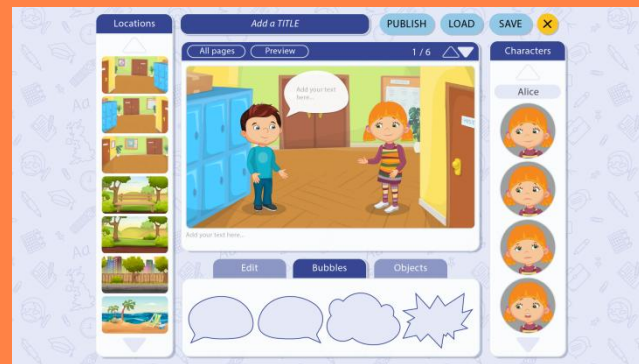 Locations
Add a TITLE
PUBLISH
LOAD
SAVE
All pages
Preview
1 / 6
Characters
Alice
Add your text
here...
Add your text here...
Edit
Bubbles
Objects